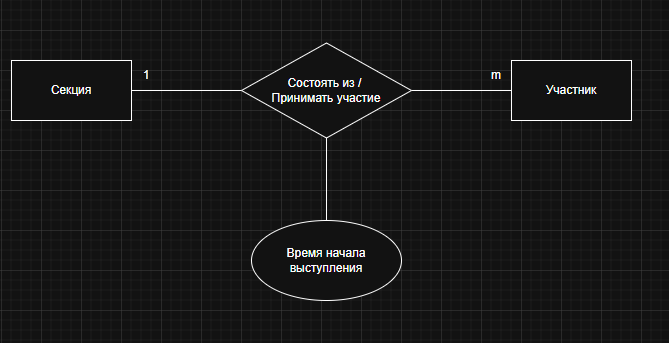 Секция
1
Состоять из /
Принимать участие
m
Участник
Время начала
выступления